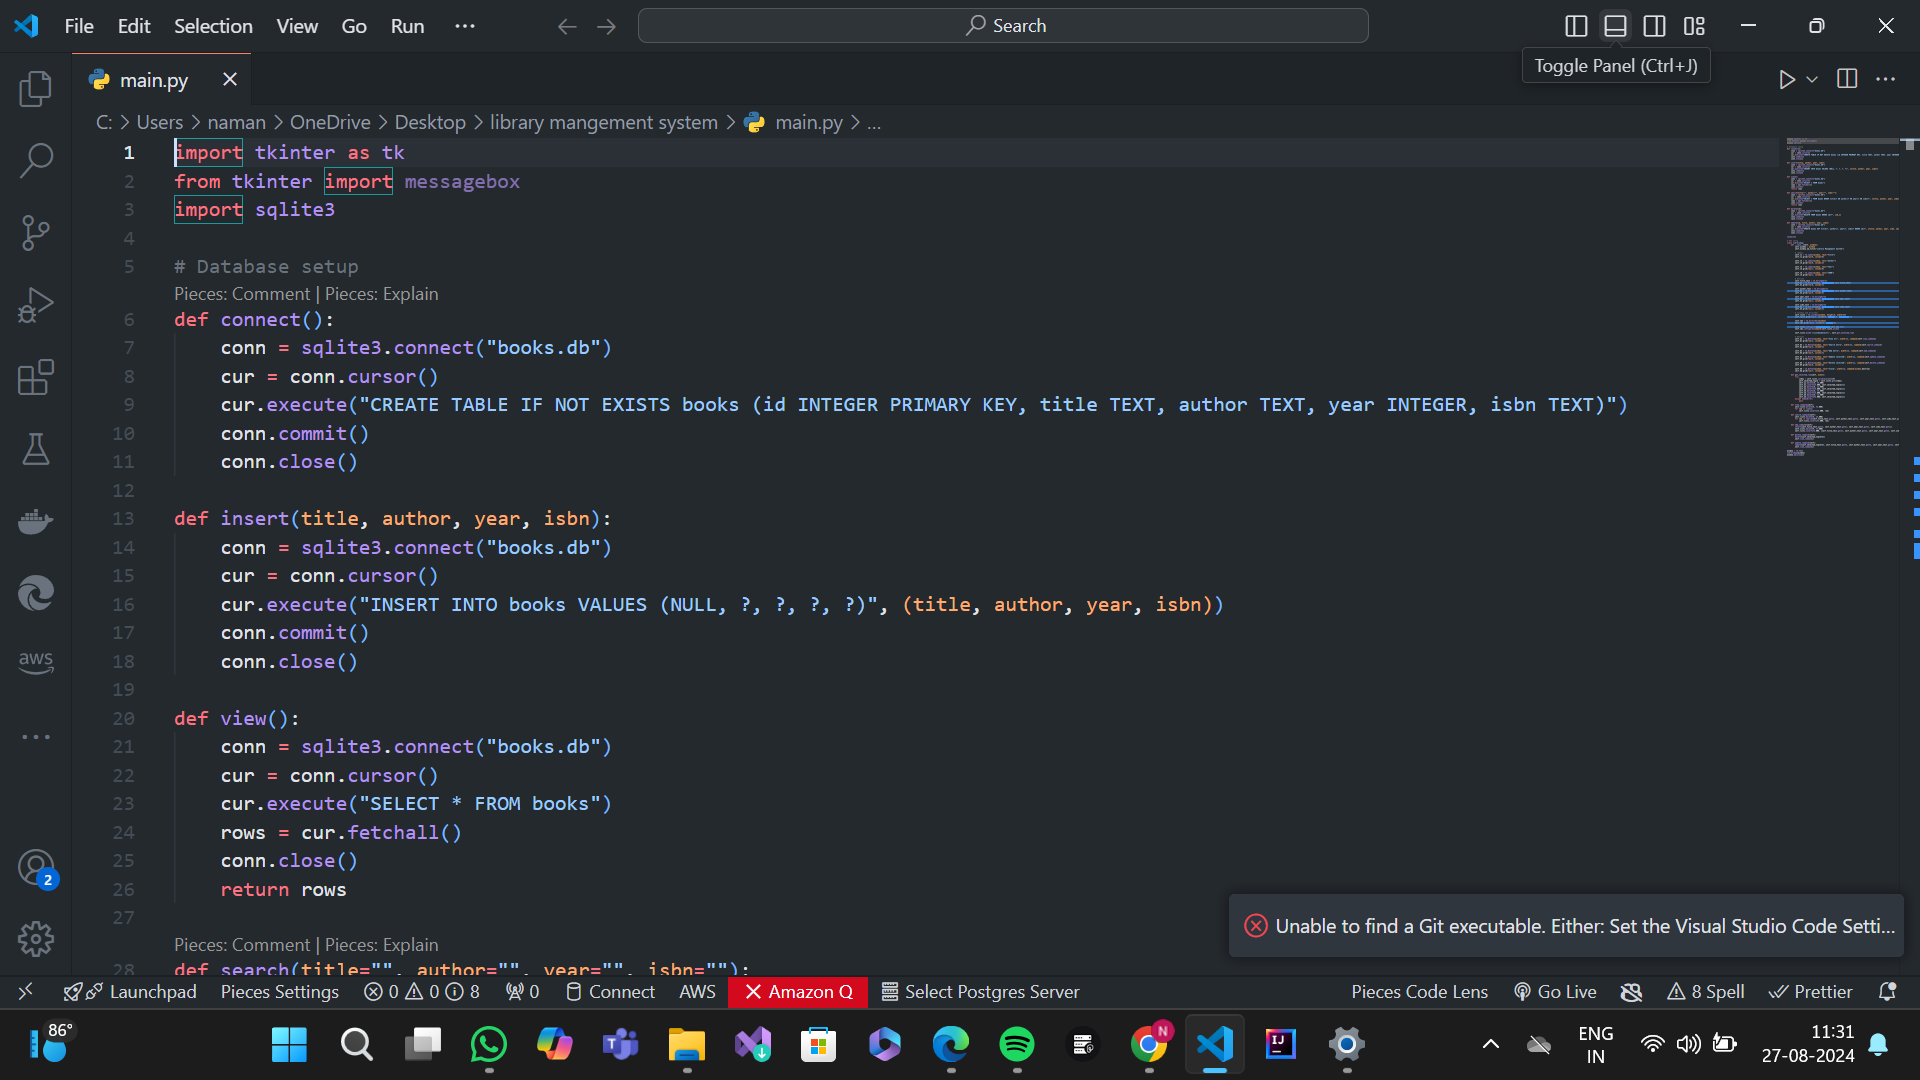 File Edit Selection View Go Run ...
Search
Toggle Panel (Ctrl+J)
main.py
C: > Users > naman > OneDrive > Desktop > library mangement system > main.py > ...
1 import tkinter as tk
2 from tkinter import messagebox
3 import sqlite3
4
5 # Database setup
Pieces: Comment | Pieces: Explain
6 def connect():
7     conn = sqlite3.connect("books.db")
8     cur = conn.cursor()
9     cur.execute("CREATE TABLE IF NOT EXISTS books (id INTEGER PRIMARY KEY, title TEXT, author TEXT, year INTEGER, isbn TEXT)")
10     conn.commit()
11     conn.close()
12
13 def insert(title, author, year, isbn):
14     conn = sqlite3.connect("books.db")
15     cur = conn.cursor()
16     cur.execute("INSERT INTO books VALUES (NULL, ?, ?, ?, ?)", (title, author, year, isbn))
17     conn.commit()
18     conn.close()
19
20 def view():
21     conn = sqlite3.connect("books.db")
22     cur = conn.cursor()
23     cur.execute("SELECT * FROM books")
24     rows = cur.fetchall()
25     conn.close()
26     return rows
27
Pieces: Comment | Pieces: Explain
28 def search(title="", author="", year="", isbn=""):
aws
2
Unable to find a Git executable. Either: Set the Visual Studio Code Setti...
Launchpad Pieces Settings 0 0 8 0 Connect AWS Amazon Q Select Postgres Server Pieces Code Lens Go Live 8 Spell Prettier
86°
N
IJ
ENG
IN
11:31
27-08-2024